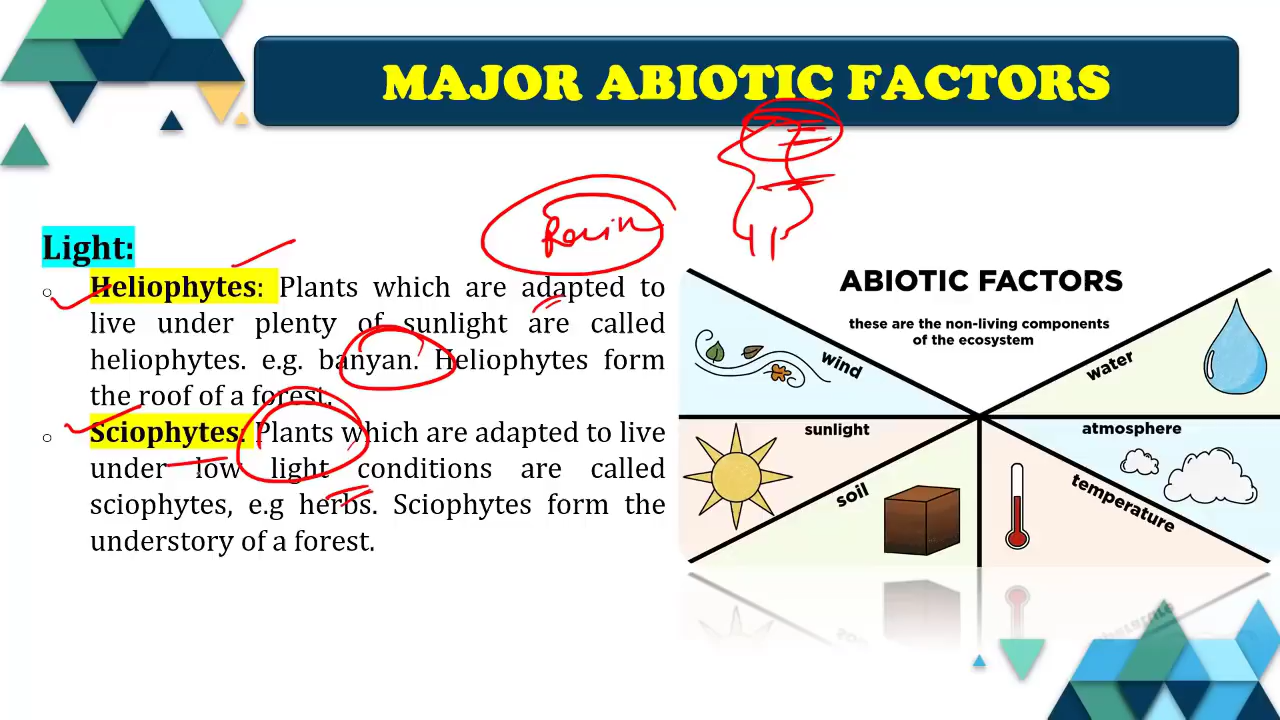 MAJOR ABIOTIC FACTORS
Light:
Heliophytes: Plants which are adapted to
live under plenty of sunlight are called
heliophytes. e.g. banyan. Heliophytes form
the roof of a forest.
Sciophytes: Plants which are adapted to live
under low light conditions are called
sciophytes, e.g herbs. Sciophytes form the
understory of a forest.
ABIOTIC FACTORS
these are the non-living components
of the ecosystem
wind
water
sunlight
atmosphere
soil
temperature